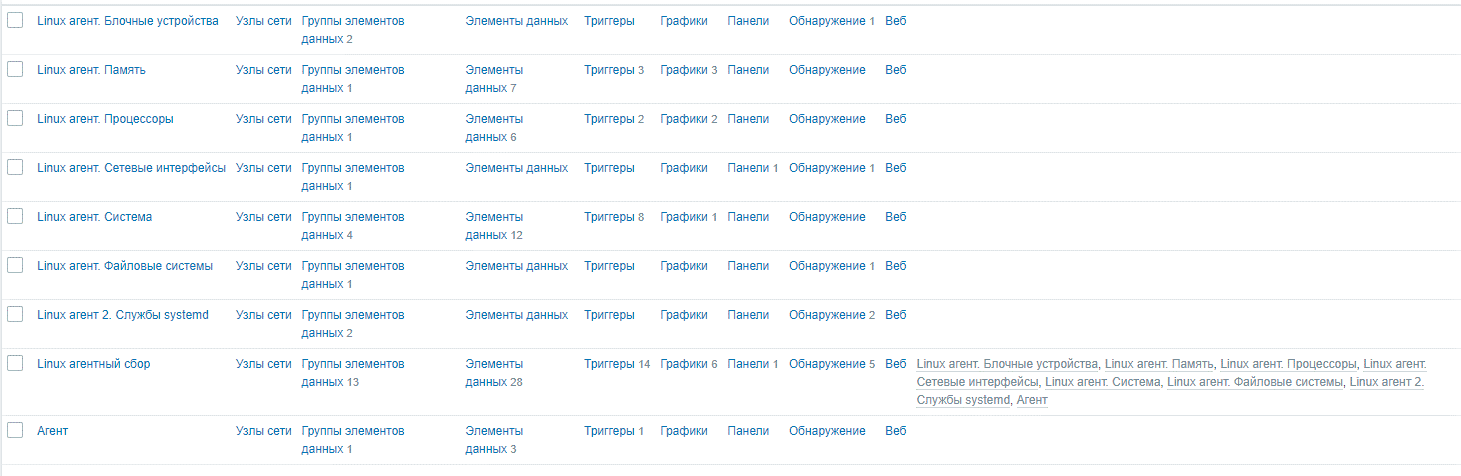 Linux агент. Блочные устройства Узлы сети Группы элементов Элементы данных Триггеры Графики Панели Обнаружение 1 Веб
данных 2
Linux агент. Память Узлы сети Группы элементов Элементы Триггеры 3 Графики 3 Панели Обнаружение Веб
данных 1 данных 7
Linux агент. Процессоры Узлы сети Группы элементов Элементы Триггеры 2 Графики 2 Панели Обнаружение Веб
данных 1 данных 6
Linux агент. Сетевые интерфейсы Узлы сети Группы элементов Элементы данных Триггеры Графики Панели 1 Обнаружение 1 Веб
данных 1
Linux агент. Система Узлы сети Группы элементов Элементы Триггеры 8 Графики 1 Панели Обнаружение Веб
данных 4 данных 12
Linux агент. Файловые системы Узлы сети Группы элементов Элементы данных Триггеры Графики Панели Обнаружение 1 Веб
данных 1
Linux агент 2. Службы systemd Узлы сети Группы элементов Элементы данных Триггеры Графики Панели Обнаружение 2 Веб
данных 2
Linux агентный сбор Узлы сети Группы элементов Элементы Триггеры 14 Графики 6 Панели 1 Обнаружение 5 Веб Linux агент. Блочные устройства, Linux агент. Память, Linux агент. Процессоры, Linux агент.
данных 13 данных 28 Сетевые интерфейсы, Linux агент. Система, Linux агент. Файловые системы, Linux агент 2.
Службы systemd, Агент
Агент Узлы сети Группы элементов Элементы Триггеры 1 Графики Панели Обнаружение Веб
данных 1 данных 3